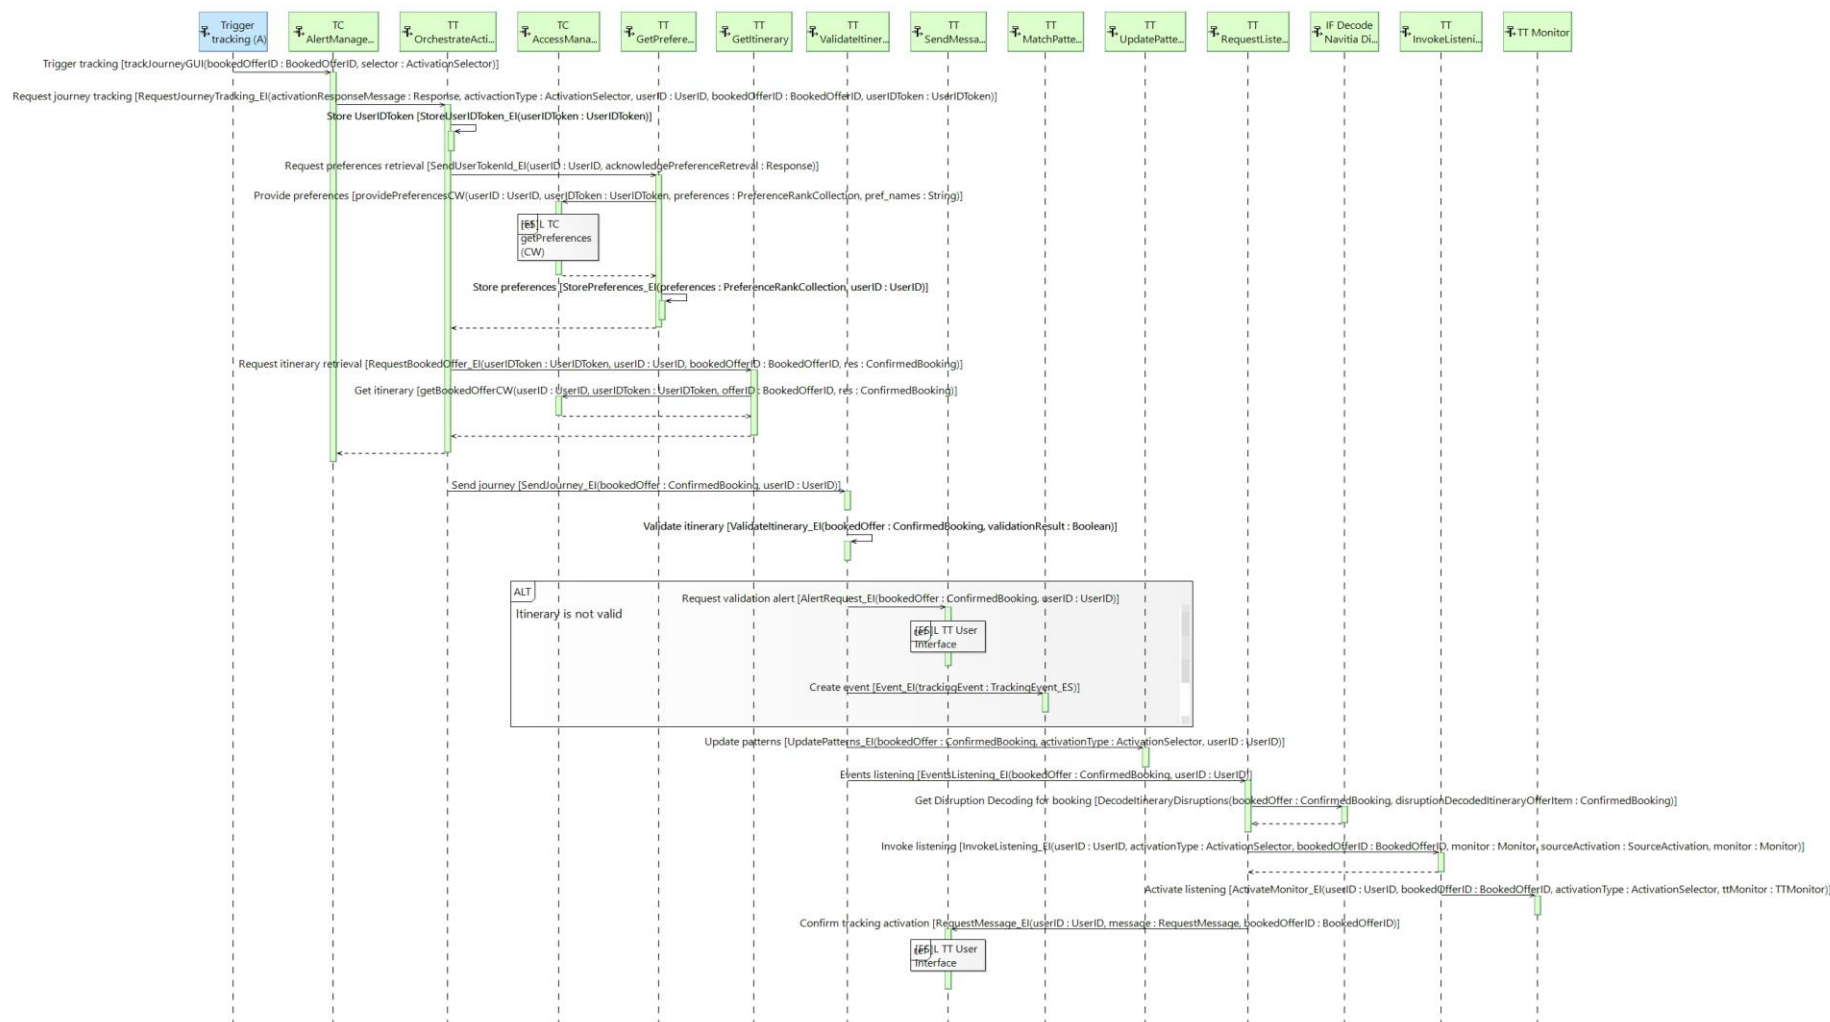 Trigger
tracking (A)
TC
AlertManage...
TT
OrchestrateActi...
TC
AccessMana...
TT
GetPrefere...
TT
GetItinerary
TT
ValidateItiner...
TT
SendMessa...
TT
MatchPatte...
TT
UpdatePatte...
TT
RequestListe...
IF Decode
Navitia Di...
TT
InvokeListeni...
TT Monitor
Trigger tracking [trackJourneyGUI(bookedOfferID : BookedOfferID, selector : ActivationSelector)]
Request journey tracking [RequestJourneyTracking_EI(activationResponseMessage : Response, activactionType : ActivationSelector, userID : UserID, bookedOfferID : BookedOfferID, userIDToken : UserIDToken)]
Store UserIDToken [StoreUserIDToken_EI(userIDToken : UserIDToken)]
Request preferences retrieval [SendUserTokenId_EI(userID : UserID, acknowledgePreferenceRetreval : Response)]
Provide preferences [providePreferencesCW(userID : UserID, userIDToken : UserIDToken, preferences : PreferenceRankCollection, pref_names : String)]
L TC
getPreferences
(CW)
Store preferences [StorePreferences_EI(preferences : PreferenceRankCollection, userID : UserID)]
Request itinerary retrieval [RequestBookedOffer_EI(userIDToken : UserIDToken, userID : UserID, bookedOfferID : BookedOfferID, res : ConfirmedBooking)]
Get itinerary [getBookedOfferCW(userID : UserID, userIDToken : UserIDToken, offerID : BookedOfferID, res : ConfirmedBooking)]
Send journey [SendJourney_EI(bookedOffer : ConfirmedBooking, userID : UserID)]
Validate itinerary [ValidateItinerary_EI(bookedOffer : ConfirmedBooking, validationResult : Boolean)]
ALT
Request validation alert [AlertRequest_EI(bookedOffer : ConfirmedBooking, userID : UserID)]
Itinerary is not valid
L TT User
Interface
Create event [Event_EI(trackingEvent : TrackingEvent_ES)]
Update patterns [UpdatePatterns_EI(bookedOffer : ConfirmedBooking, activationType : ActivationSelector, userID : UserID)]
Events listening [EventsListening_EI(bookedOffer : ConfirmedBooking, userID : UserID)]
Get Disruption Decoding for booking [DecodeItineraryDisruptions(bookedOffer : ConfirmedBooking, disruptionDecodedItineraryOfferItem : ConfirmedBooking)]
Invoke listening [InvokeListening_EI(userID : UserID, activationType : ActivationSelector, bookedOfferID : BookedOfferID, monitor : Monitor, sourceActivation : SourceActivation, monitor : Monitor)]
Activate listening [ActivateMonitor_EI(userID : UserID, bookedOfferID : BookedOfferID, activationType : ActivationSelector, ttMonitor : TTMonitor)]
Confirm tracking activation [RequestMessage_EI(userID : UserID, message : RequestMessage, bookedOfferID : BookedOfferID)]
L TT User
Interface